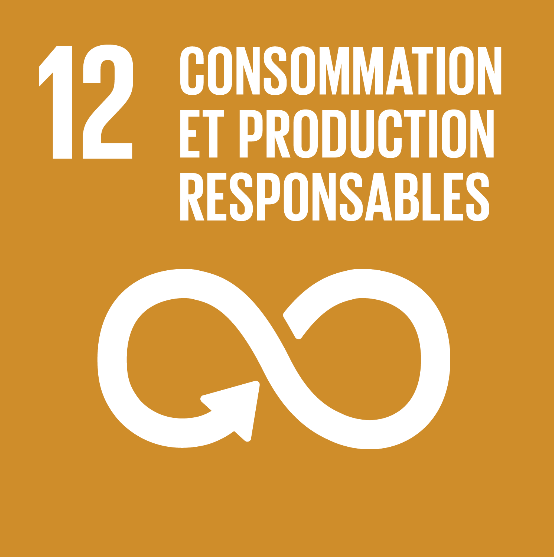 12
CONSOMMATION
ET PRODUCTION
RESPONSABLES